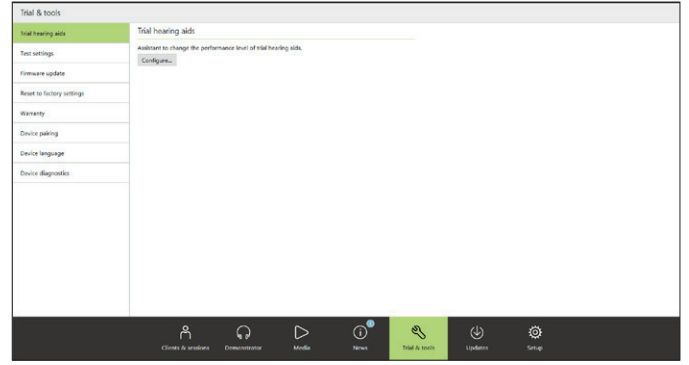 Trial & tools
Trial hearing aids
Test settings
Firmware update
Reset to factory settings
Warranty
Device pairing
Device language
Device diagnostics
Trial hearing aids
Assistant to change the performance level of trial hearing aids.
Configure...
Clients & sessions
Demonstrator
Media
News
Trial & tools
Updates
Setup